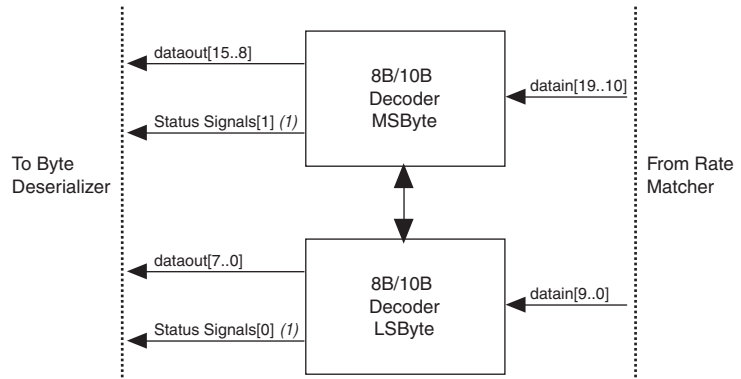 dataout[15..8]
8B/10B
Decoder
MSByte
datain[19..10]
Status Signals[1] (1)
To Byte
Deserializer
From Rate
Matcher
dataout[7..0]
8B/10B
Decoder
LSByte
datain[9..0]
Status Signals[0] (1)